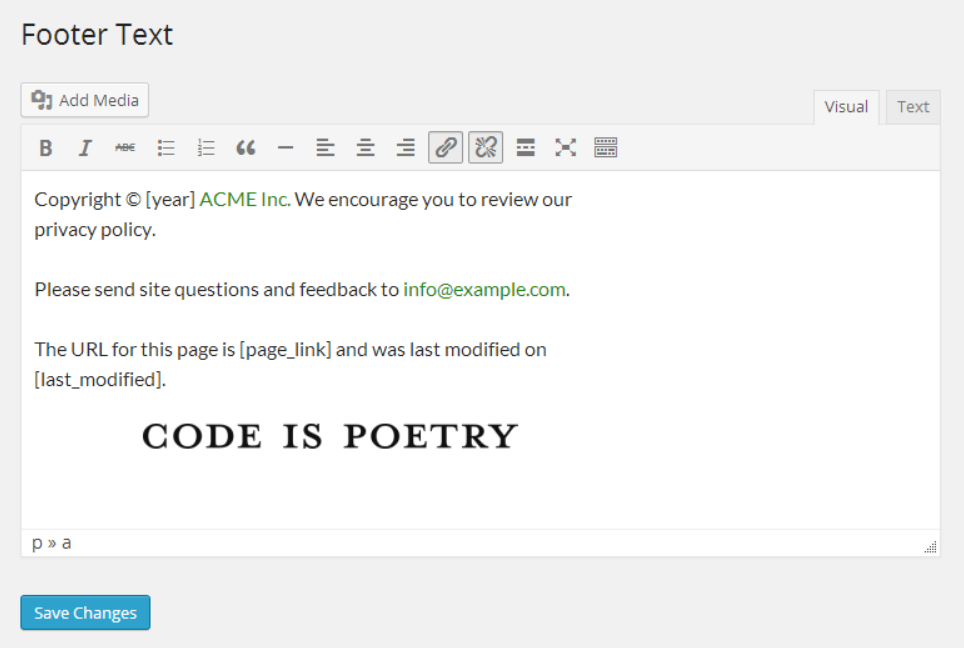 Footer Text
Add Media
Visual
Text
B I ABC
Copyright © [year] ACME Inc. We encourage you to review our
privacy policy.
Please send site questions and feedback to info@example.com.
The URL for this page is [page_link] and was last modified on
[last_modified].
CODE IS POETRY
p » a
Save Changes